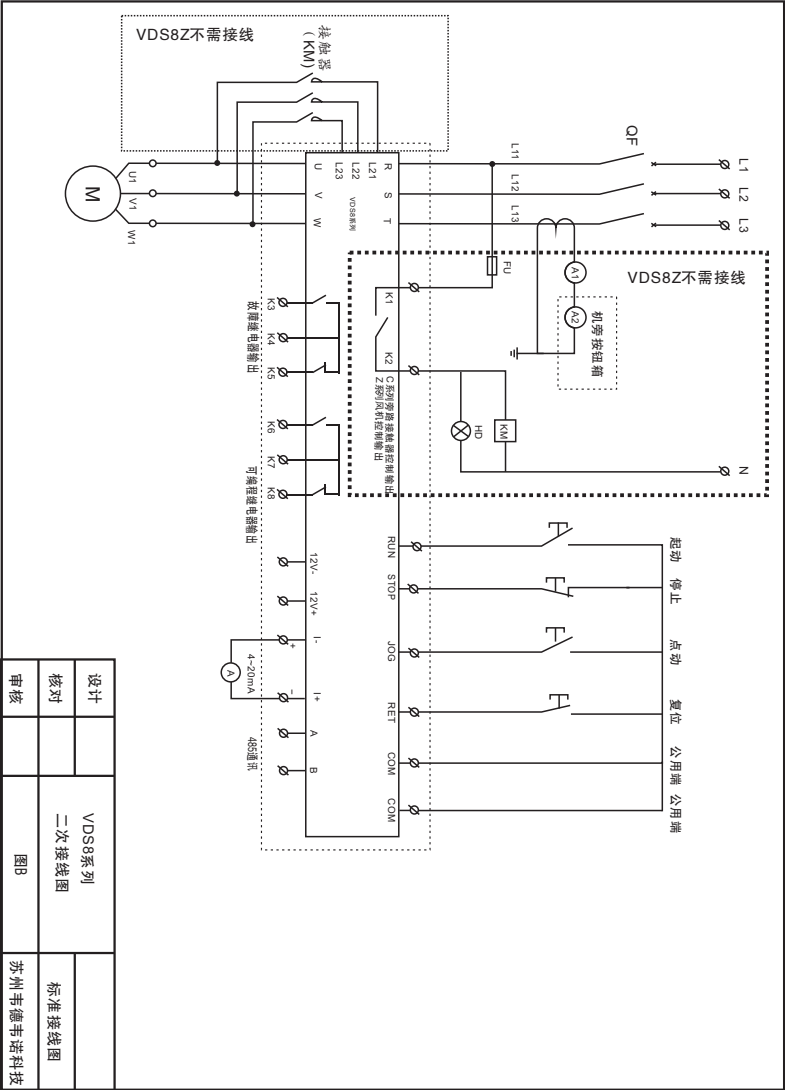 VDS8Z不需接线
接触器
（KM）
QF
L1
L2
L3
L11
L12
L13
R
S
T
L21
L22
L23
U
V
W
VDS8系列
U1
V1
W1
M
VDS8Z不需接线
FU
A1
A2
机旁按钮箱
K1
K2
C系列旁路接触器控制输出
Z系列风机控制输出
HD
KM
N
K3
K4
K5
故障继电器输出
K6
K7
K8
可编程继电器输出
RUN
STOP
JOG
RET
COM
COM
起动
停止
点动
复位
公用端
公用端
12V-
12V+
I-
I+
A
B
+
-
A
4~20mA
485通讯
设计
核对
审核
VDS8系列
二次接线图
图B
标准接线图
苏州韦德韦诺科技